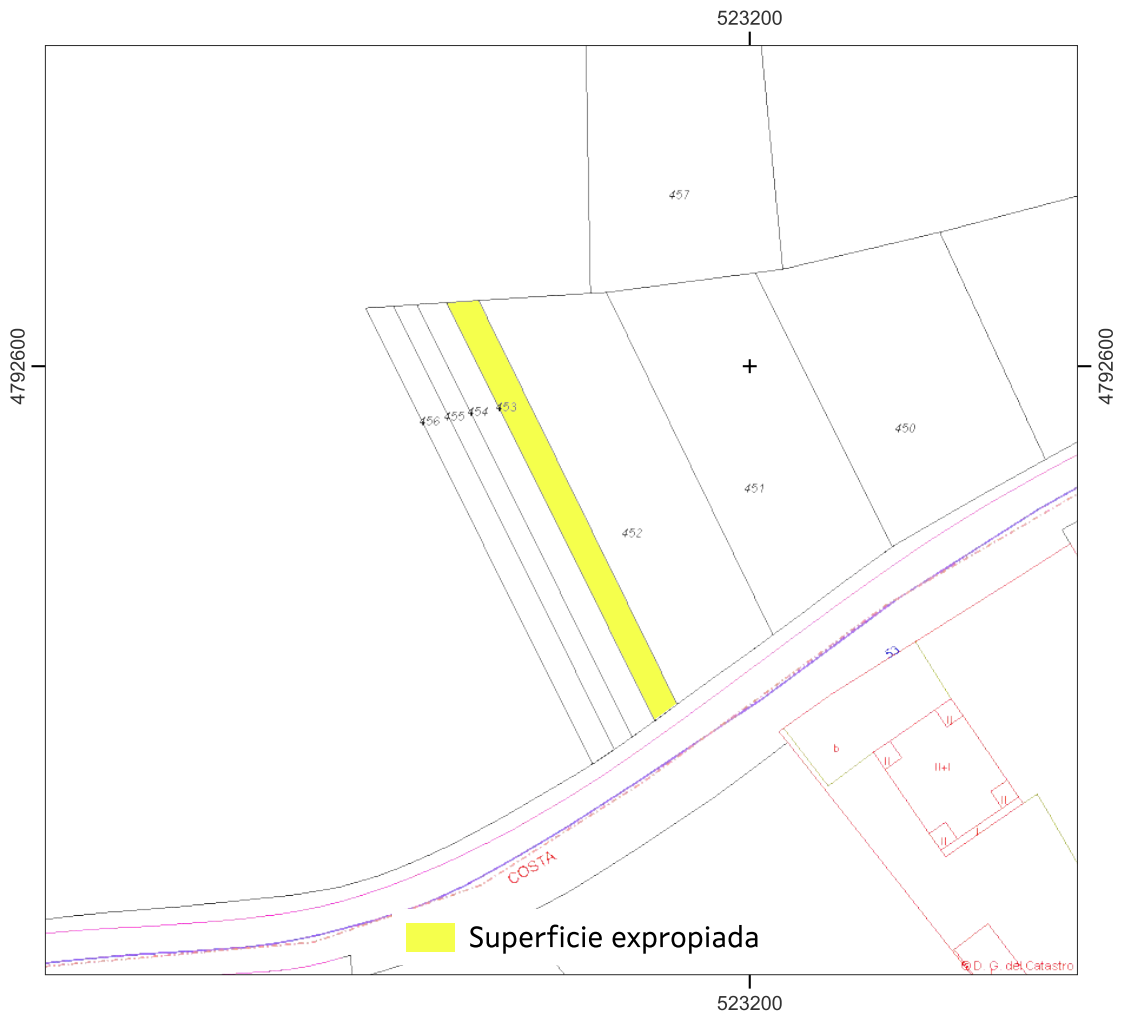 523200
457
4792600
4792600
456
455
454
453
450
451
452
53
b
II
II
II+I
II
II
I
COSTA
Superficie expropiada
© D. G. del Catastro
523200